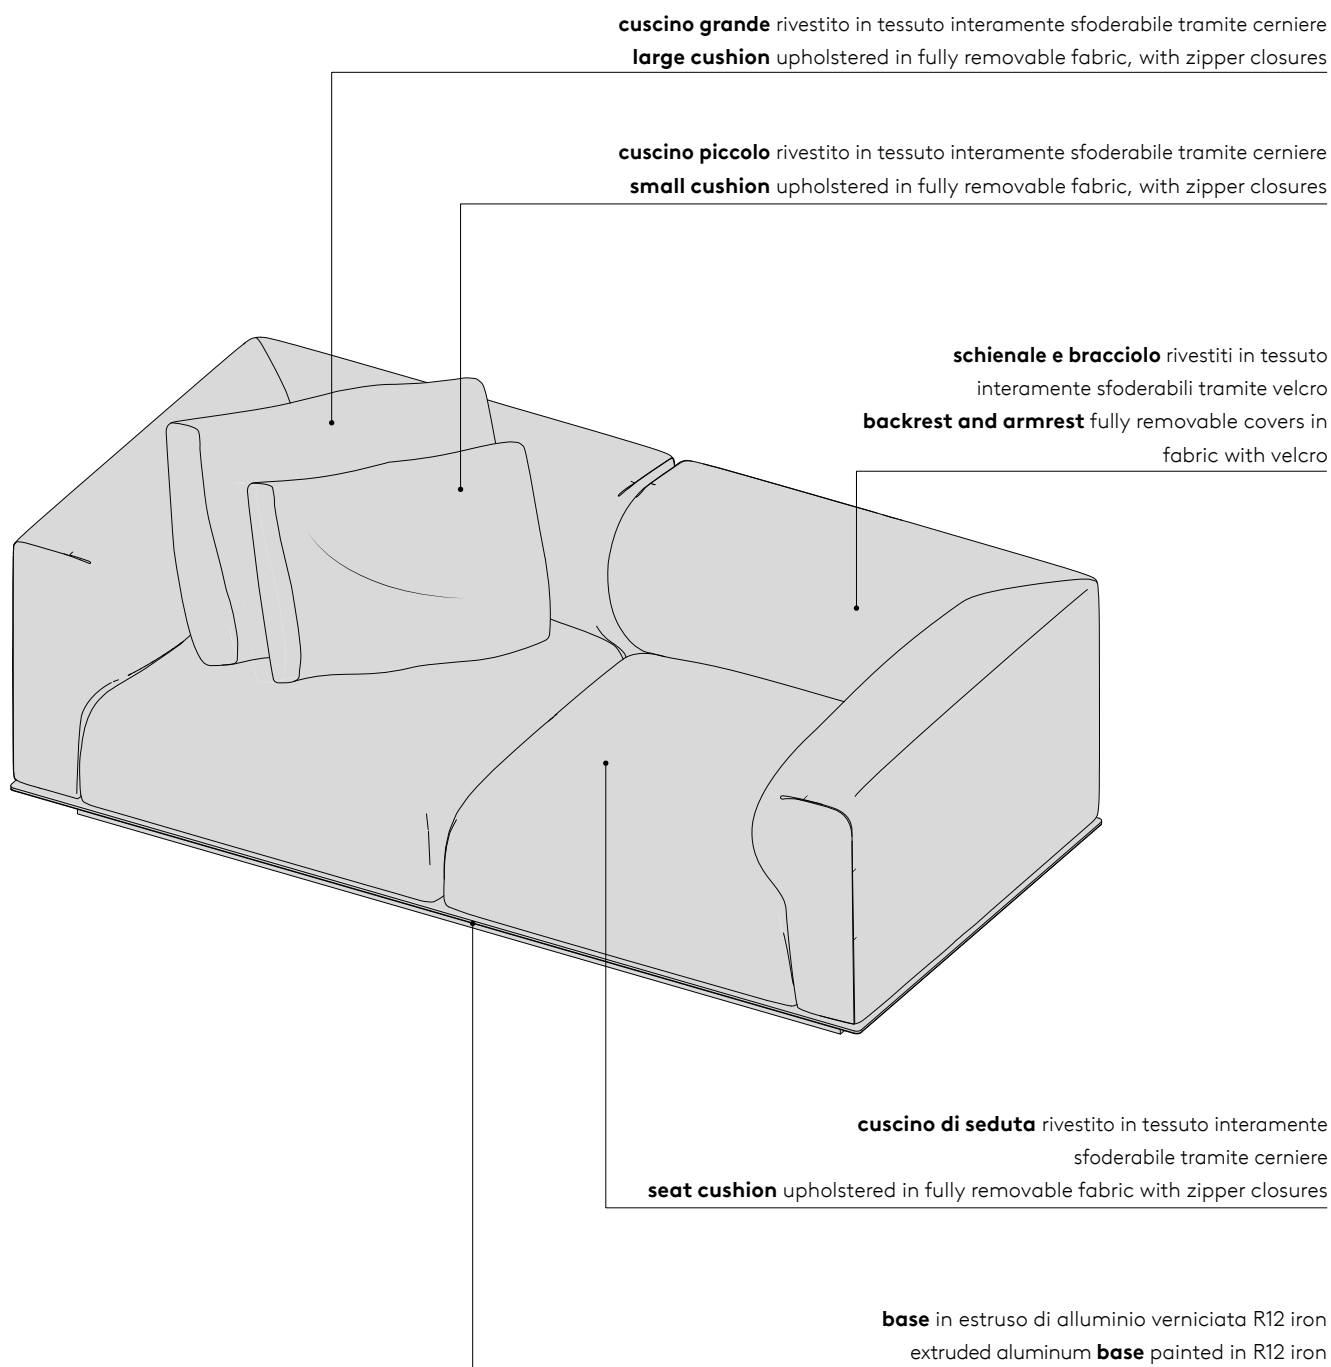 cuscino grande rivestito in tessuto interamente sfoderabile tramite cerniere
large cushion upholstered in fully removable fabric, with zipper closures
cuscino piccolo rivestito in tessuto interamente sfoderabile tramite cerniere
small cushion upholstered in fully removable fabric, with zipper closures
schienale e bracciolo rivestiti in tessuto
interamente sfoderabili tramite velcro
backrest and armrest fully removable covers in
fabric with velcro
cuscino di seduta rivestito in tessuto interamente
sfoderabile tramite cerniere
seat cushion upholstered in fully removable fabric with zipper closures
base in estruso di alluminio verniciata R12 iron
extruded aluminum base painted in R12 iron